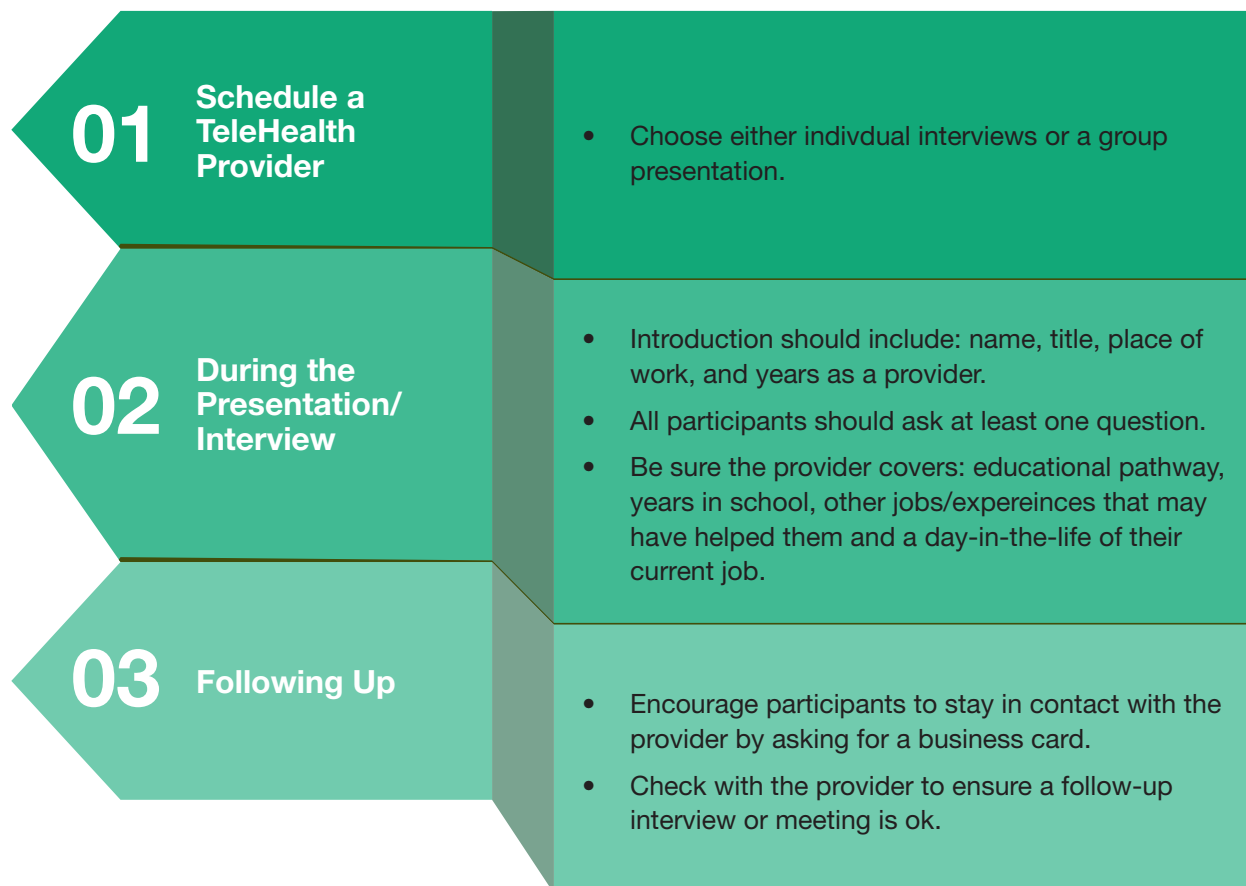 01
Schedule a
TeleHealth
Provider
• Choose either indivdual interviews or a group
presentation.
02
During the
Presentation/
Interview
• Introduction should include: name, title, place of
work, and years as a provider.
• All participants should ask at least one question.
• Be sure the provider covers: educational pathway,
years in school, other jobs/expereinces that may
have helped them and a day-in-the-life of their
current job.
03
Following Up
• Encourage participants to stay in contact with the
provider by asking for a business card.
• Check with the provider to ensure a follow-up
interview or meeting is ok.